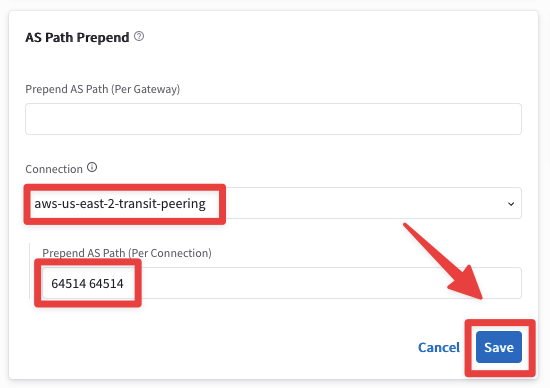 AS Path Prepend
Prepend AS Path (Per Gateway)
Connection
aws-us-east-2-transit-peering
Prepend AS Path (Per Connection)
64514 64514
Cancel Save